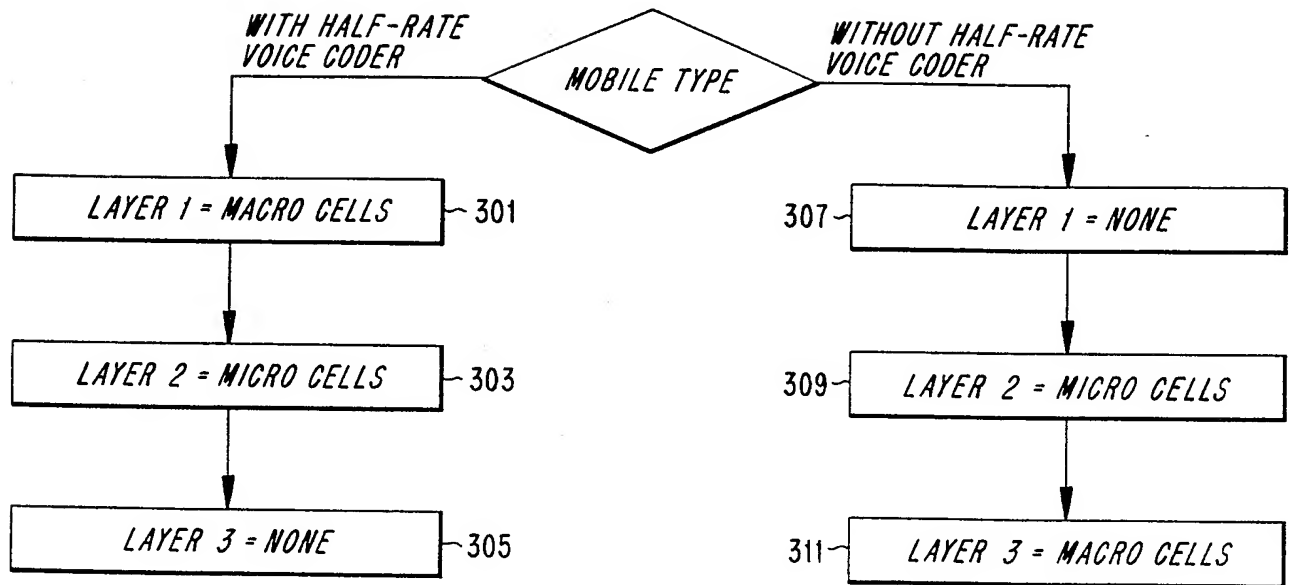 WITH HALF-RATE
VOICE CODER
MOBILE TYPE
WITHOUT HALF-RATE
VOICE CODER
LAYER 1 = MACRO CELLS
301
307
LAYER 1 = NONE
LAYER 2 = MICRO CELLS
303
309
LAYER 2 = MICRO CELLS
LAYER 3 = NONE
305
311
LAYER 3 = MACRO CELLS